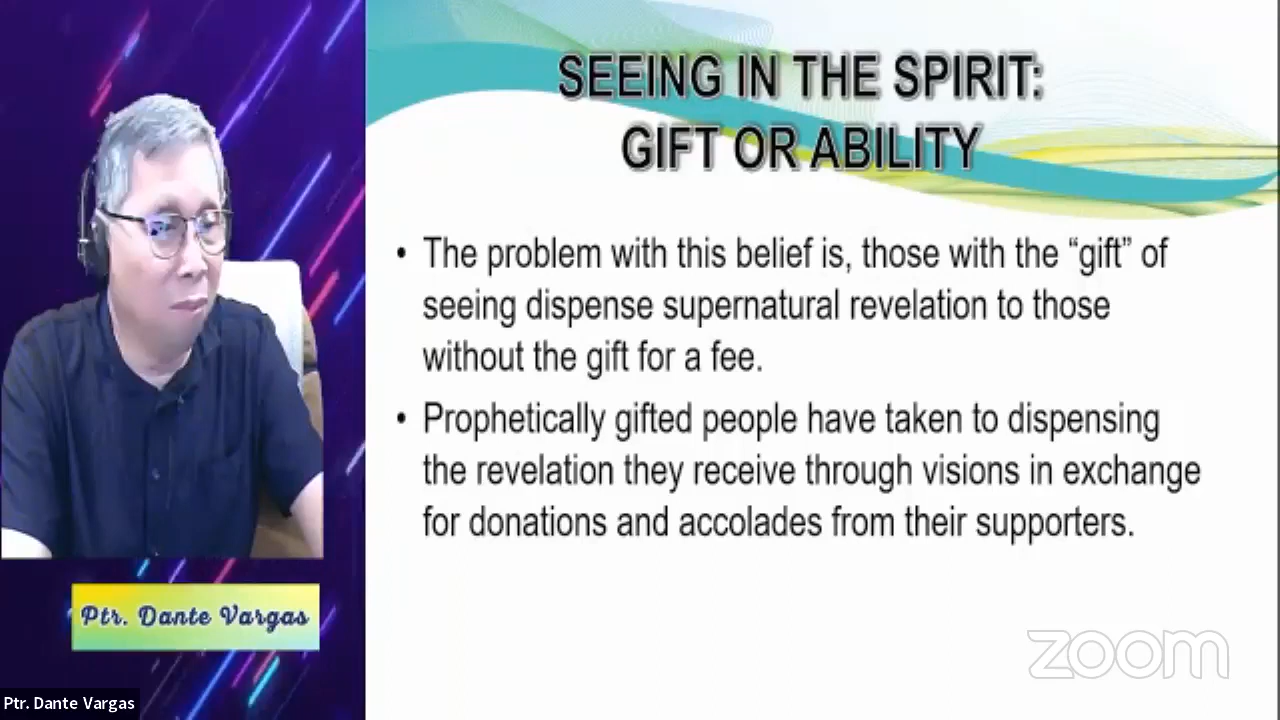 SEEING IN THE SPIRIT:
GIFT OR ABILITY
• The problem with this belief is, those with the “gift” of
seeing dispense supernatural revelation to those
without the gift for a fee.
• Prophetically gifted people have taken to dispensing
the revelation they receive through visions in exchange
for donations and accolades from their supporters.
Ptr. Dante Vargas
zoom
Ptr. Dante Vargas